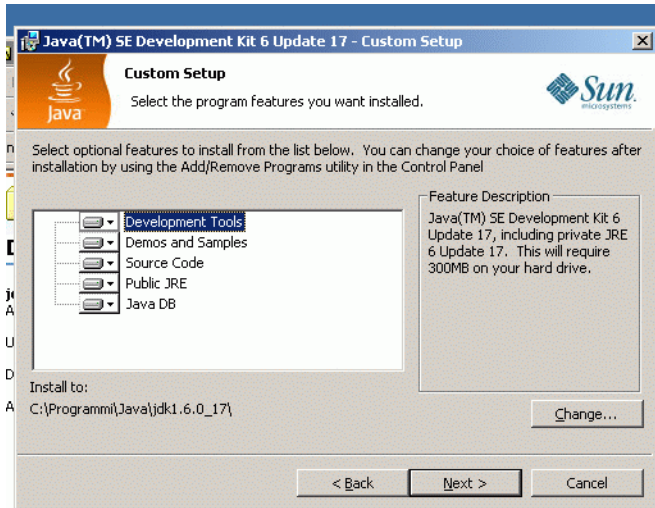 Java(TM) SE Development Kit 6 Update 17 - Custom Setup
Java
Custom Setup
Select the program features you want installed.
Sun
microsystems
Select optional features to install from the list below. You can change your choice of features after
installation by using the Add/Remove Programs utility in the Control Panel
Development Tools
Demos and Samples
Source Code
Public JRE
Java DB
Feature Description
Java(TM) SE Development Kit 6
Update 17, including private JRE
6 Update 17. This will require
300MB on your hard drive.
Install to:
C:\Programmi\Java\jdk1.6.0_17\
Change...
< Back
Next >
Cancel